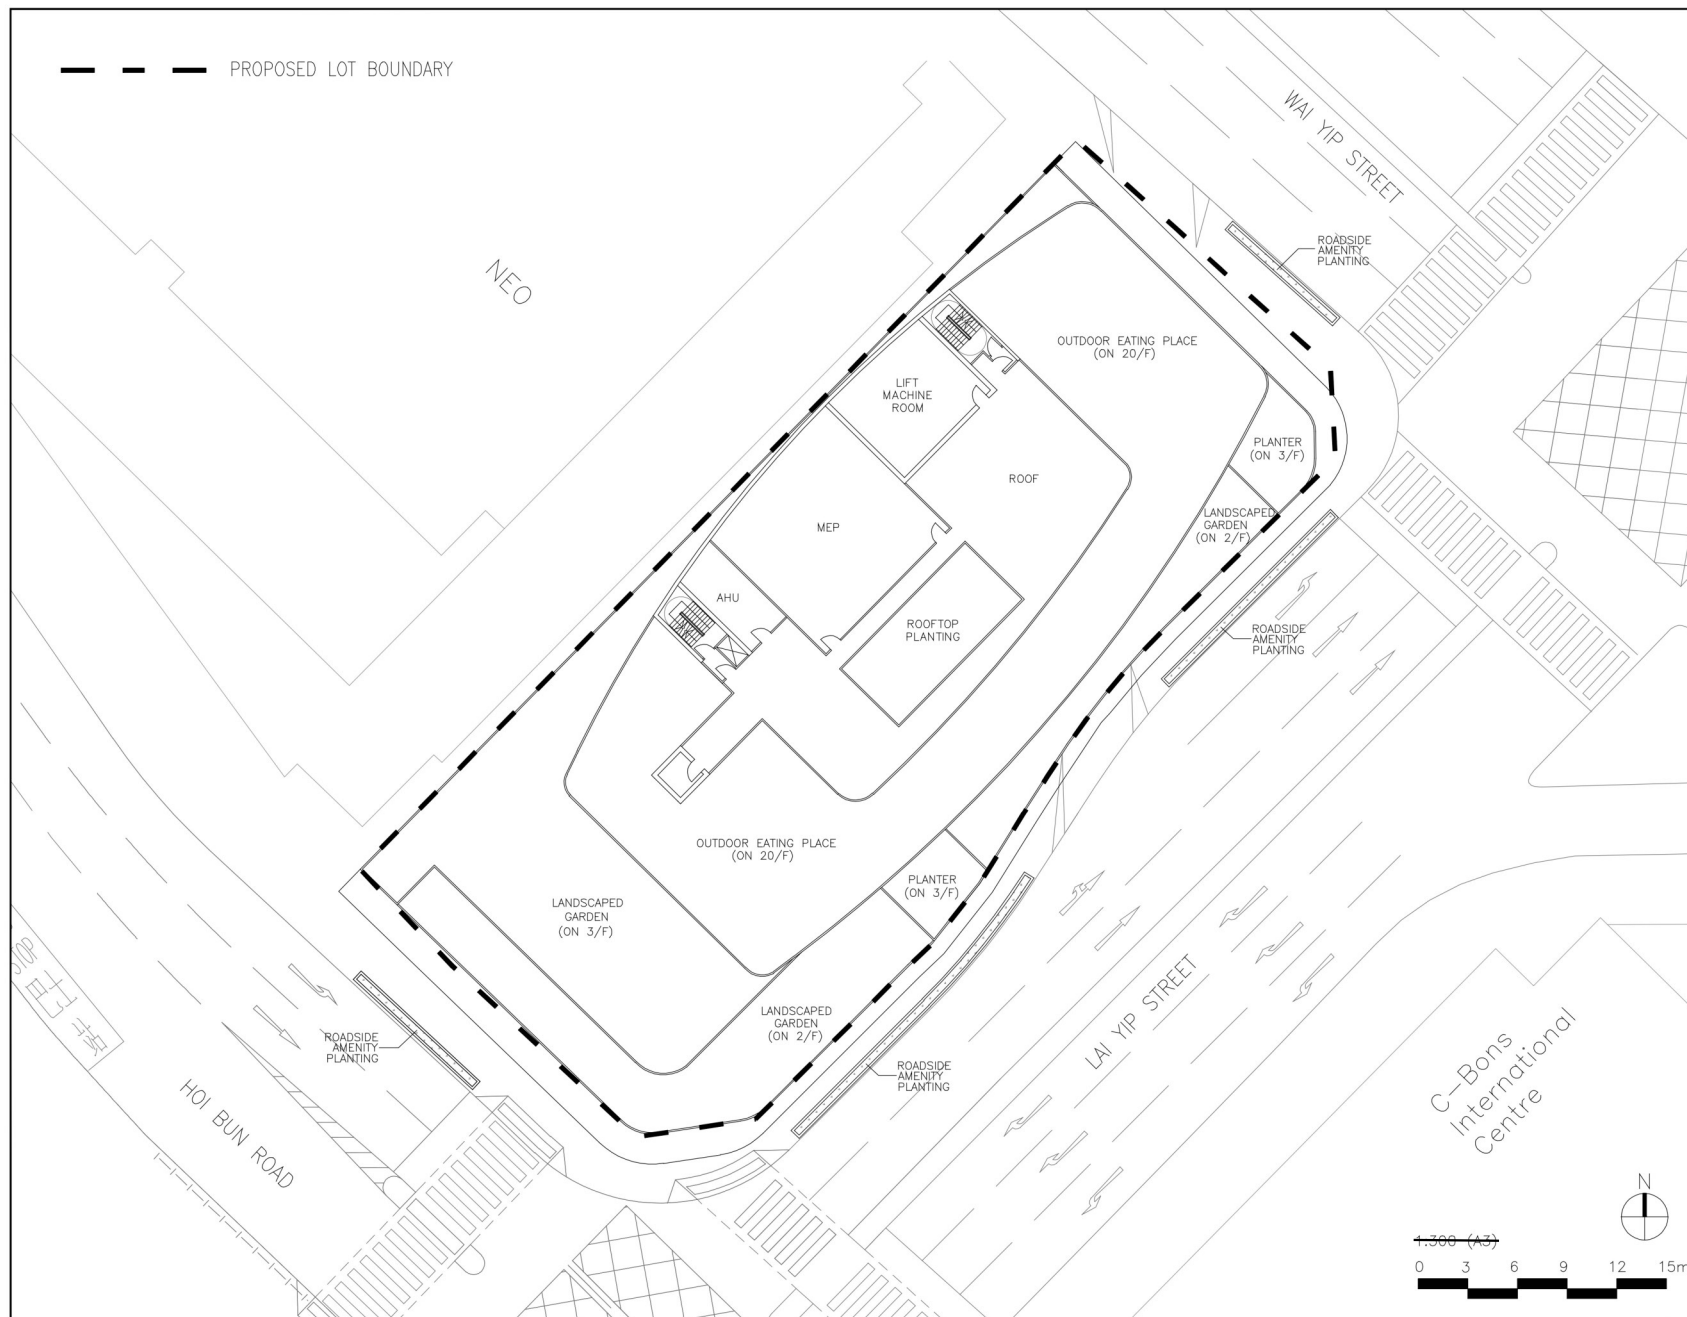 PROPOSED LOT BOUNDARY
WAI YIP STREET
ROADSIDE
AMENITY
PLANTING
NEO
OUTDOOR EATING PLACE
(ON 20/F)
LIFT
MACHINE
ROOM
PLANTER
(ON 3/F)
ROOF
LANDSCAPED
GARDEN
(ON 2/F)
MEP
AHU
ROOFTOP
PLANTING
ROADSIDE
AMENITY
PLANTING
OUTDOOR EATING PLACE
(ON 20/F)
PLANTER
(ON 3/F)
LANDSCAPED
GARDEN
(ON 3/F)
LANDSCAPED
GARDEN
(ON 2/F)
ROADSIDE
AMENITY
PLANTING
ROADSIDE
AMENITY
PLANTING
LAI YIP STREET
HOI BUN ROAD
C-Bons
International
Centre
N
1:300 (A3)
0 3 6 9 12 15m